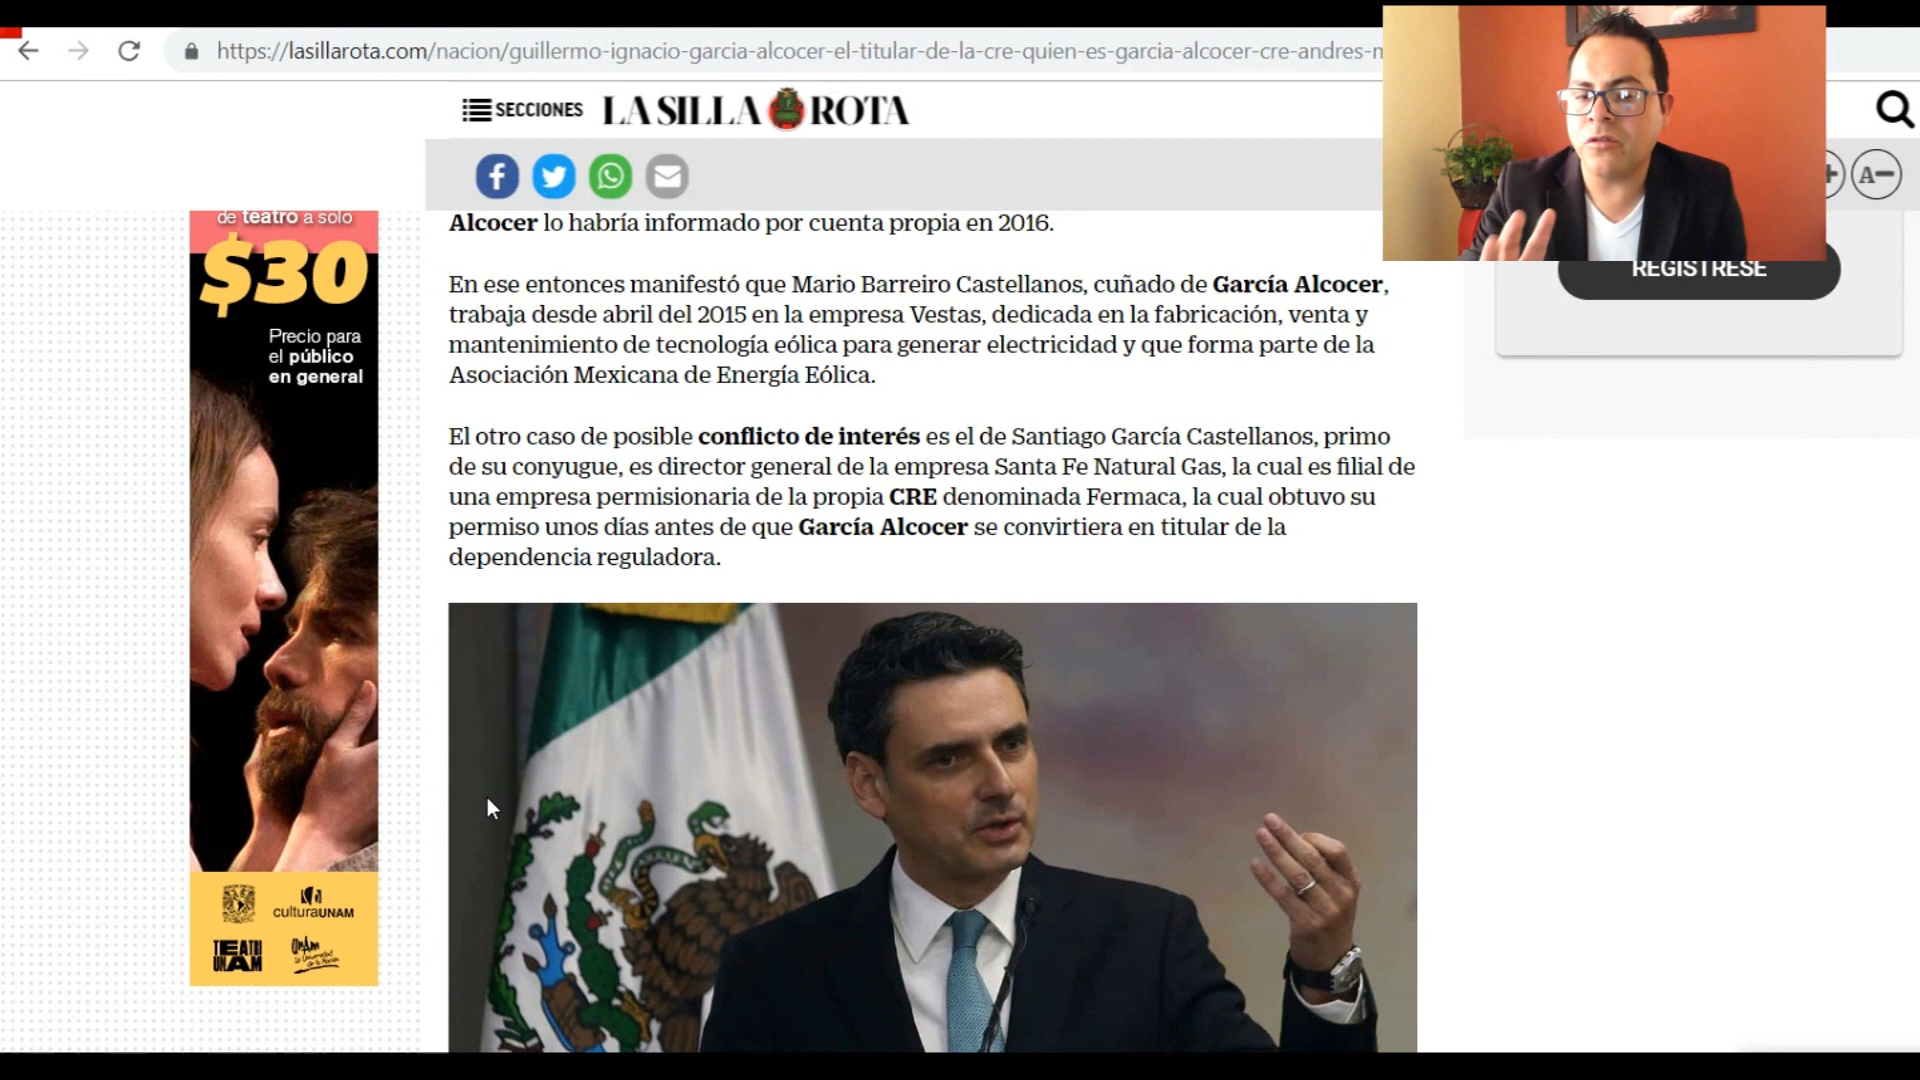 https://lasillarota.com/nacion/guillermo-ignacio-garcia-alcocer-el-titular-de-la-cre-quien-es-garcia-alcocer-cre-andres-m
SECCIONES LA SILLA ROTA
A-
REGISTRESE
de teatro a solo
$30
Precio para
el público
en general
culturaUNAM
TEATRO
UNAM
UNAM
La Universidad
de la Nación
Alcocer lo habría informado por cuenta propia en 2016.
En ese entonces manifestó que Mario Barreiro Castellanos, cuñado de García Alcocer,
trabaja desde abril del 2015 en la empresa Vestas, dedicada en la fabricación, venta y
mantenimiento de tecnología eólica para generar electricidad y que forma parte de la
Asociación Mexicana de Energía Eólica.
El otro caso de posible conflicto de interés es el de Santiago García Castellanos, primo
de su conyugue, es director general de la empresa Santa Fe Natural Gas, la cual es filial de
una empresa permisionaria de la propia CRE denominada Fermaca, la cual obtuvo su
permiso unos días antes de que García Alcocer se convirtiera en titular de la
dependencia reguladora.